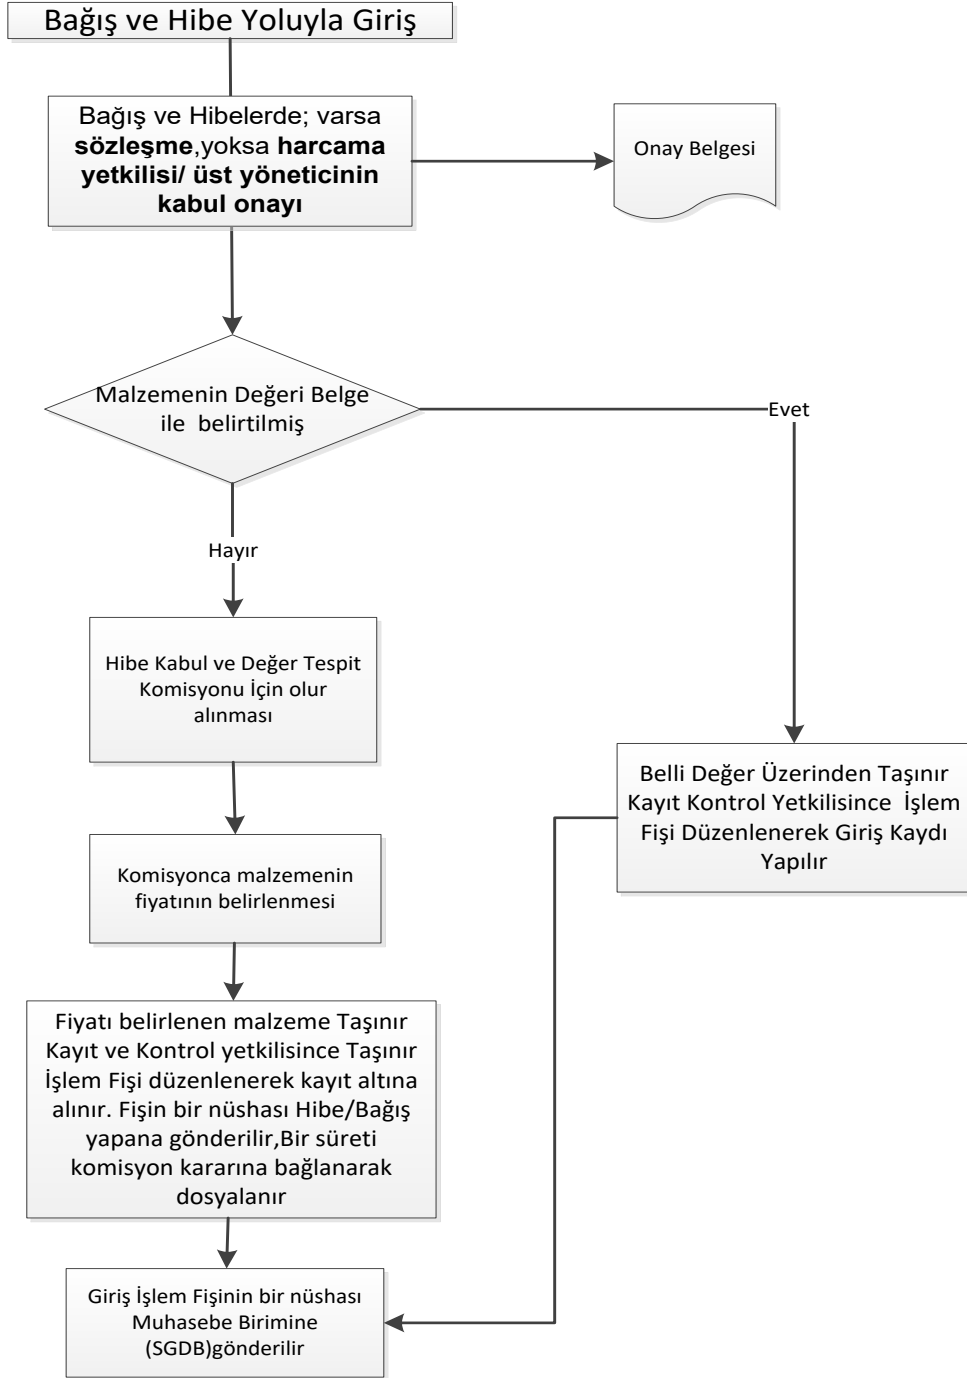 Bağış ve Hibe Yoluyla Giriş
Bağış ve Hibelerde; varsa
sözleşme,yoksa harcama
yetkilisi/ üst yöneticinin
kabul onayı
Onay Belgesi
Malzemenin Değeri Belge
ile belirtilmiş
Evet
Hayır
Hibe Kabul ve Değer Tespit
Komisyonu İçin olur
alınması
Belli Değer Üzerinden Taşınır
Kayıt Kontrol Yetkilisince İşlem
Fişi Düzenlenerek Giriş Kaydı
Yapılır
Komisyonca malzemenin
fiyatının belirlenmesi
Fiyatı belirlenen malzeme Taşınır
Kayıt ve Kontrol yetkilisince Taşınır
İşlem Fişi düzenlenerek kayıt altına
alınır. Fişin bir nüshası Hibe/Bağış
yapana gönderilir,Bir süreti
komisyon kararına bağlanarak
dosyalanır
Giriş İşlem Fişinin bir nüshası
Muhasebe Birimine
(SGDB)gönderilir